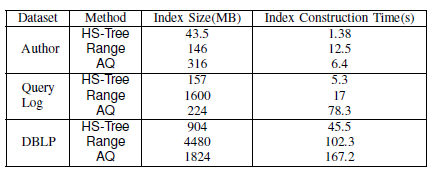 Dataset Method Index Size(MB) Index Construction Time(s)
HS-Tree 43.5 1.38
Author Range 146 12.5
AQ 316 6.4
HS-Tree 157 5.3
Query Log Range 1600 17
AQ 224 78.3
HS-Tree 904 45.5
DBLP Range 4480 102.3
AQ 1824 167.2